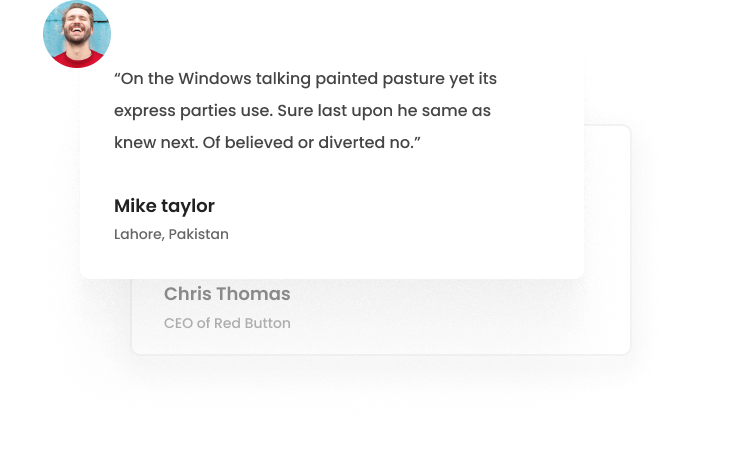 “On the Windows talking painted pasture yet its
express parties use. Sure last upon he same as
knew next. Of believed or diverted no.”
Mike taylor
Lahore, Pakistan
Chris Thomas
CEO of Red Button